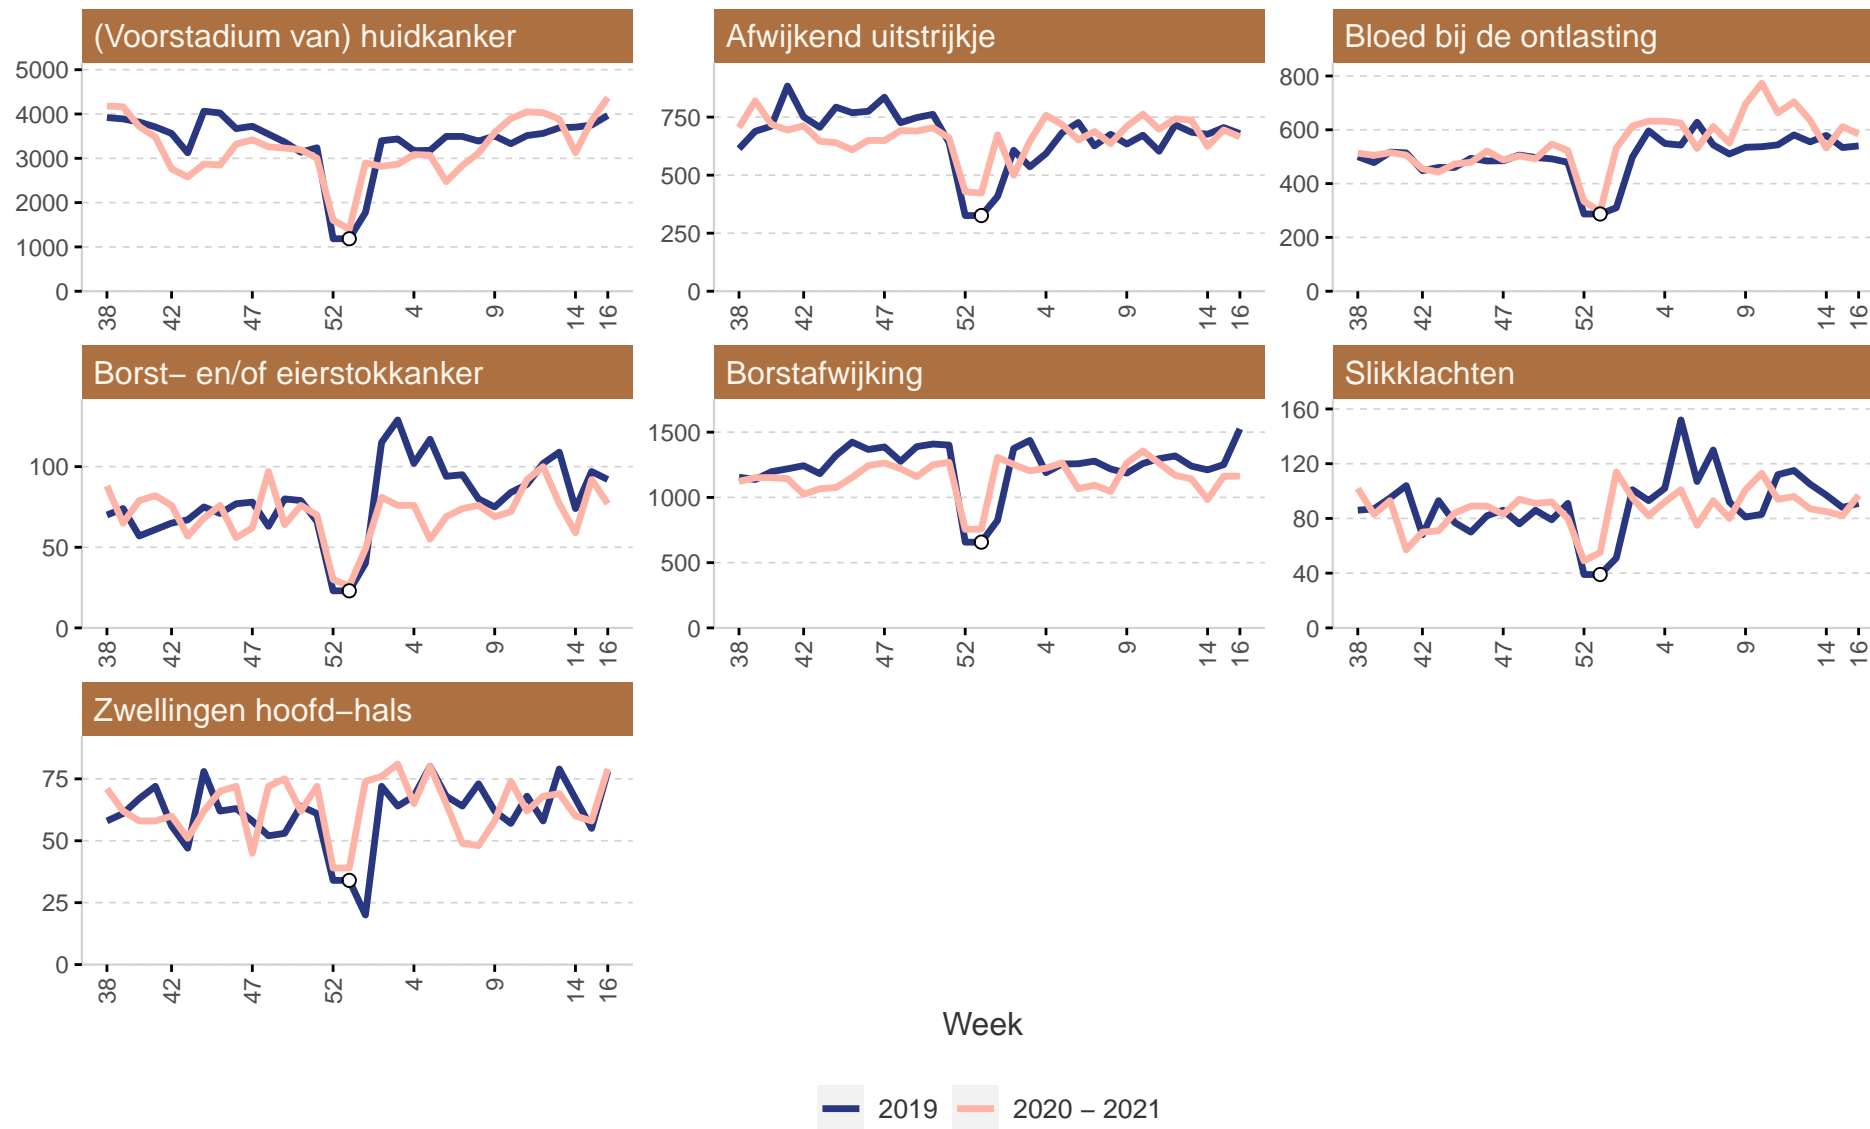 (Voorstadium van) huidkanker
5000
4000
3000
2000
1000
0
38 42 47 52 4 9 14 16
Afwijkend uitstrijkje
750
500
250
0
38 42 47 52 4 9 14 16
Bloed bij de ontlasting
800
600
400
200
0
38 42 47 52 4 9 14 16
Borst– en/of eierstokkanker
100
50
0
38 42 47 52 4 9 14 16
Borstafwijking
1500
1000
500
0
38 42 47 52 4 9 14 16
Slikklachten
160
120
80
40
0
38 42 47 52 4 9 14 16
Zwellingen hoofd–hals
75
50
25
0
38 42 47 52 4 9 14 16
Week
2019 2020 – 2021